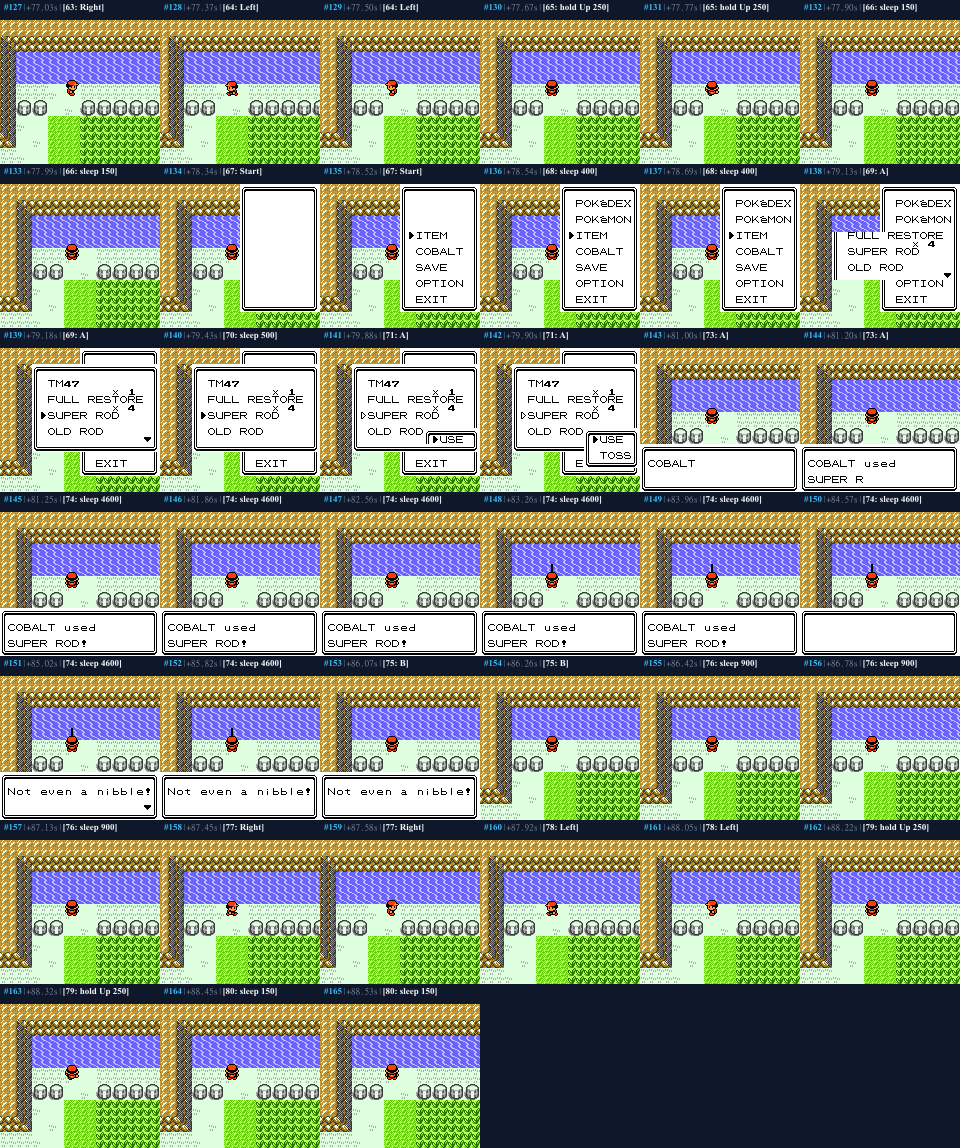 #127|+77.03s|[63: Right]
#128|+77.37s|[64: Left]
#129|+77.50s|[64: Left]
#130|+77.67s|[65: hold Up 250]
#131|+77.77s|[65: hold Up 250]
#132|+77.90s|[66: sleep 150]
#133|+77.99s|[66: sleep 150]
#134|+78.34s|[67: Start]
#135|+78.52s|[67: Start]
#136|+78.54s|[68: sleep 400]
#137|+78.69s|[68: sleep 400]
#138|+79.13s|[69: A]
ITEM
COBALT
SAVE
OPTION
EXIT
POKéDEX
POKéMON
ITEM
COBALT
SAVE
OPTION
EXIT
POKéDEX
POKéMON
ITEM
COBALT
SAVE
OPTION
EXIT
POKéDEX
POKéMON
FULL RESTORE
× 4
SUPER ROD
OLD ROD
OPTION
EXIT
#139|+79.18s|[69: A]
#140|+79.43s|[70: sleep 500]
#141|+79.88s|[71: A]
#142|+79.90s|[71: A]
#143|+81.00s|[73: A]
#144|+81.20s|[73: A]
TM47
× 1
FULL RESTORE
× 4
SUPER ROD
OLD ROD
EXIT
TM47
× 1
FULL RESTORE
× 4
SUPER ROD
OLD ROD
EXIT
TM47
× 1
FULL RESTORE
× 4
SUPER ROD
OLD ROD
USE
EXIT
TM47
× 1
FULL RESTORE
× 4
SUPER ROD
OLD ROD
USE
TOSS
E
COBALT
COBALT used
SUPER R
#145|+81.25s|[74: sleep 4600]
#146|+81.86s|[74: sleep 4600]
#147|+82.56s|[74: sleep 4600]
#148|+83.26s|[74: sleep 4600]
#149|+83.96s|[74: sleep 4600]
#150|+84.57s|[74: sleep 4600]
COBALT used
SUPER ROD!
COBALT used
SUPER ROD!
COBALT used
SUPER ROD!
COBALT used
SUPER ROD!
COBALT used
SUPER ROD!
#151|+85.02s|[74: sleep 4600]
#152|+85.82s|[74: sleep 4600]
#153|+86.07s|[75: B]
#154|+86.26s|[75: B]
#155|+86.42s|[76: sleep 900]
#156|+86.78s|[76: sleep 900]
Not even a nibble!
Not even a nibble!
Not even a nibble!
#157|+87.13s|[76: sleep 900]
#158|+87.45s|[77: Right]
#159|+87.58s|[77: Right]
#160|+87.92s|[78: Left]
#161|+88.05s|[78: Left]
#162|+88.22s|[79: hold Up 250]
#163|+88.32s|[79: hold Up 250]
#164|+88.45s|[80: sleep 150]
#165|+88.53s|[80: sleep 150]